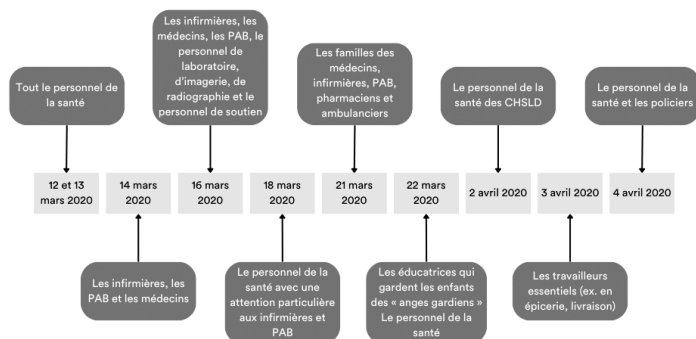 Tout le personnel de
la santé
Les infirmières, les
médecins, les PAB, le
personnel de
laboratoire,
d'imagerie, de
radiographie et le
personnel de soutien
Les familles des
médecins,
infirmières, PAB,
pharmaciens et
ambulanciers
Le personnel de la
santé des CHSLD
Le personnel de la
santé et les policiers
12 et 13
mars 2020
14 mars
2020
16 mars
2020
18 mars
2020
21 mars
2020
22 mars
2020
2 avril 2020
3 avril 2020
4 avril 2020
Les infirmières, les
PAB et les médecins
Le personnel de la
santé avec une
attention particulière
aux infirmières et
PAB
Les éducatrices qui
gardent les enfants
des « anges gardiens »
Le personnel de la
santé
Les travailleurs
essentiels (ex. en
épicerie, livraison)